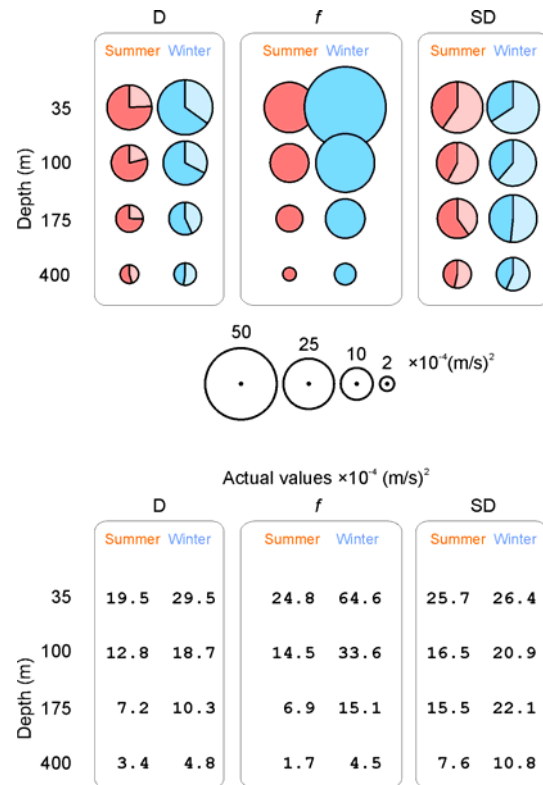 D f SD
Summer Winter Summer Winter Summer Winter
35
100
175
400
Depth (m)
50 25 10 2 ×10⁻⁴(m/s)²
Actual values ×10⁻⁴ (m/s)²
D f SD
Summer Winter Summer Winter Summer Winter
35 19.5 29.5 24.8 64.6 25.7 26.4
100 12.8 18.7 14.5 33.6 16.5 20.9
175 7.2 10.3 6.9 15.1 15.5 22.1
400 3.4 4.8 1.7 4.5 7.6 10.8
Depth (m)